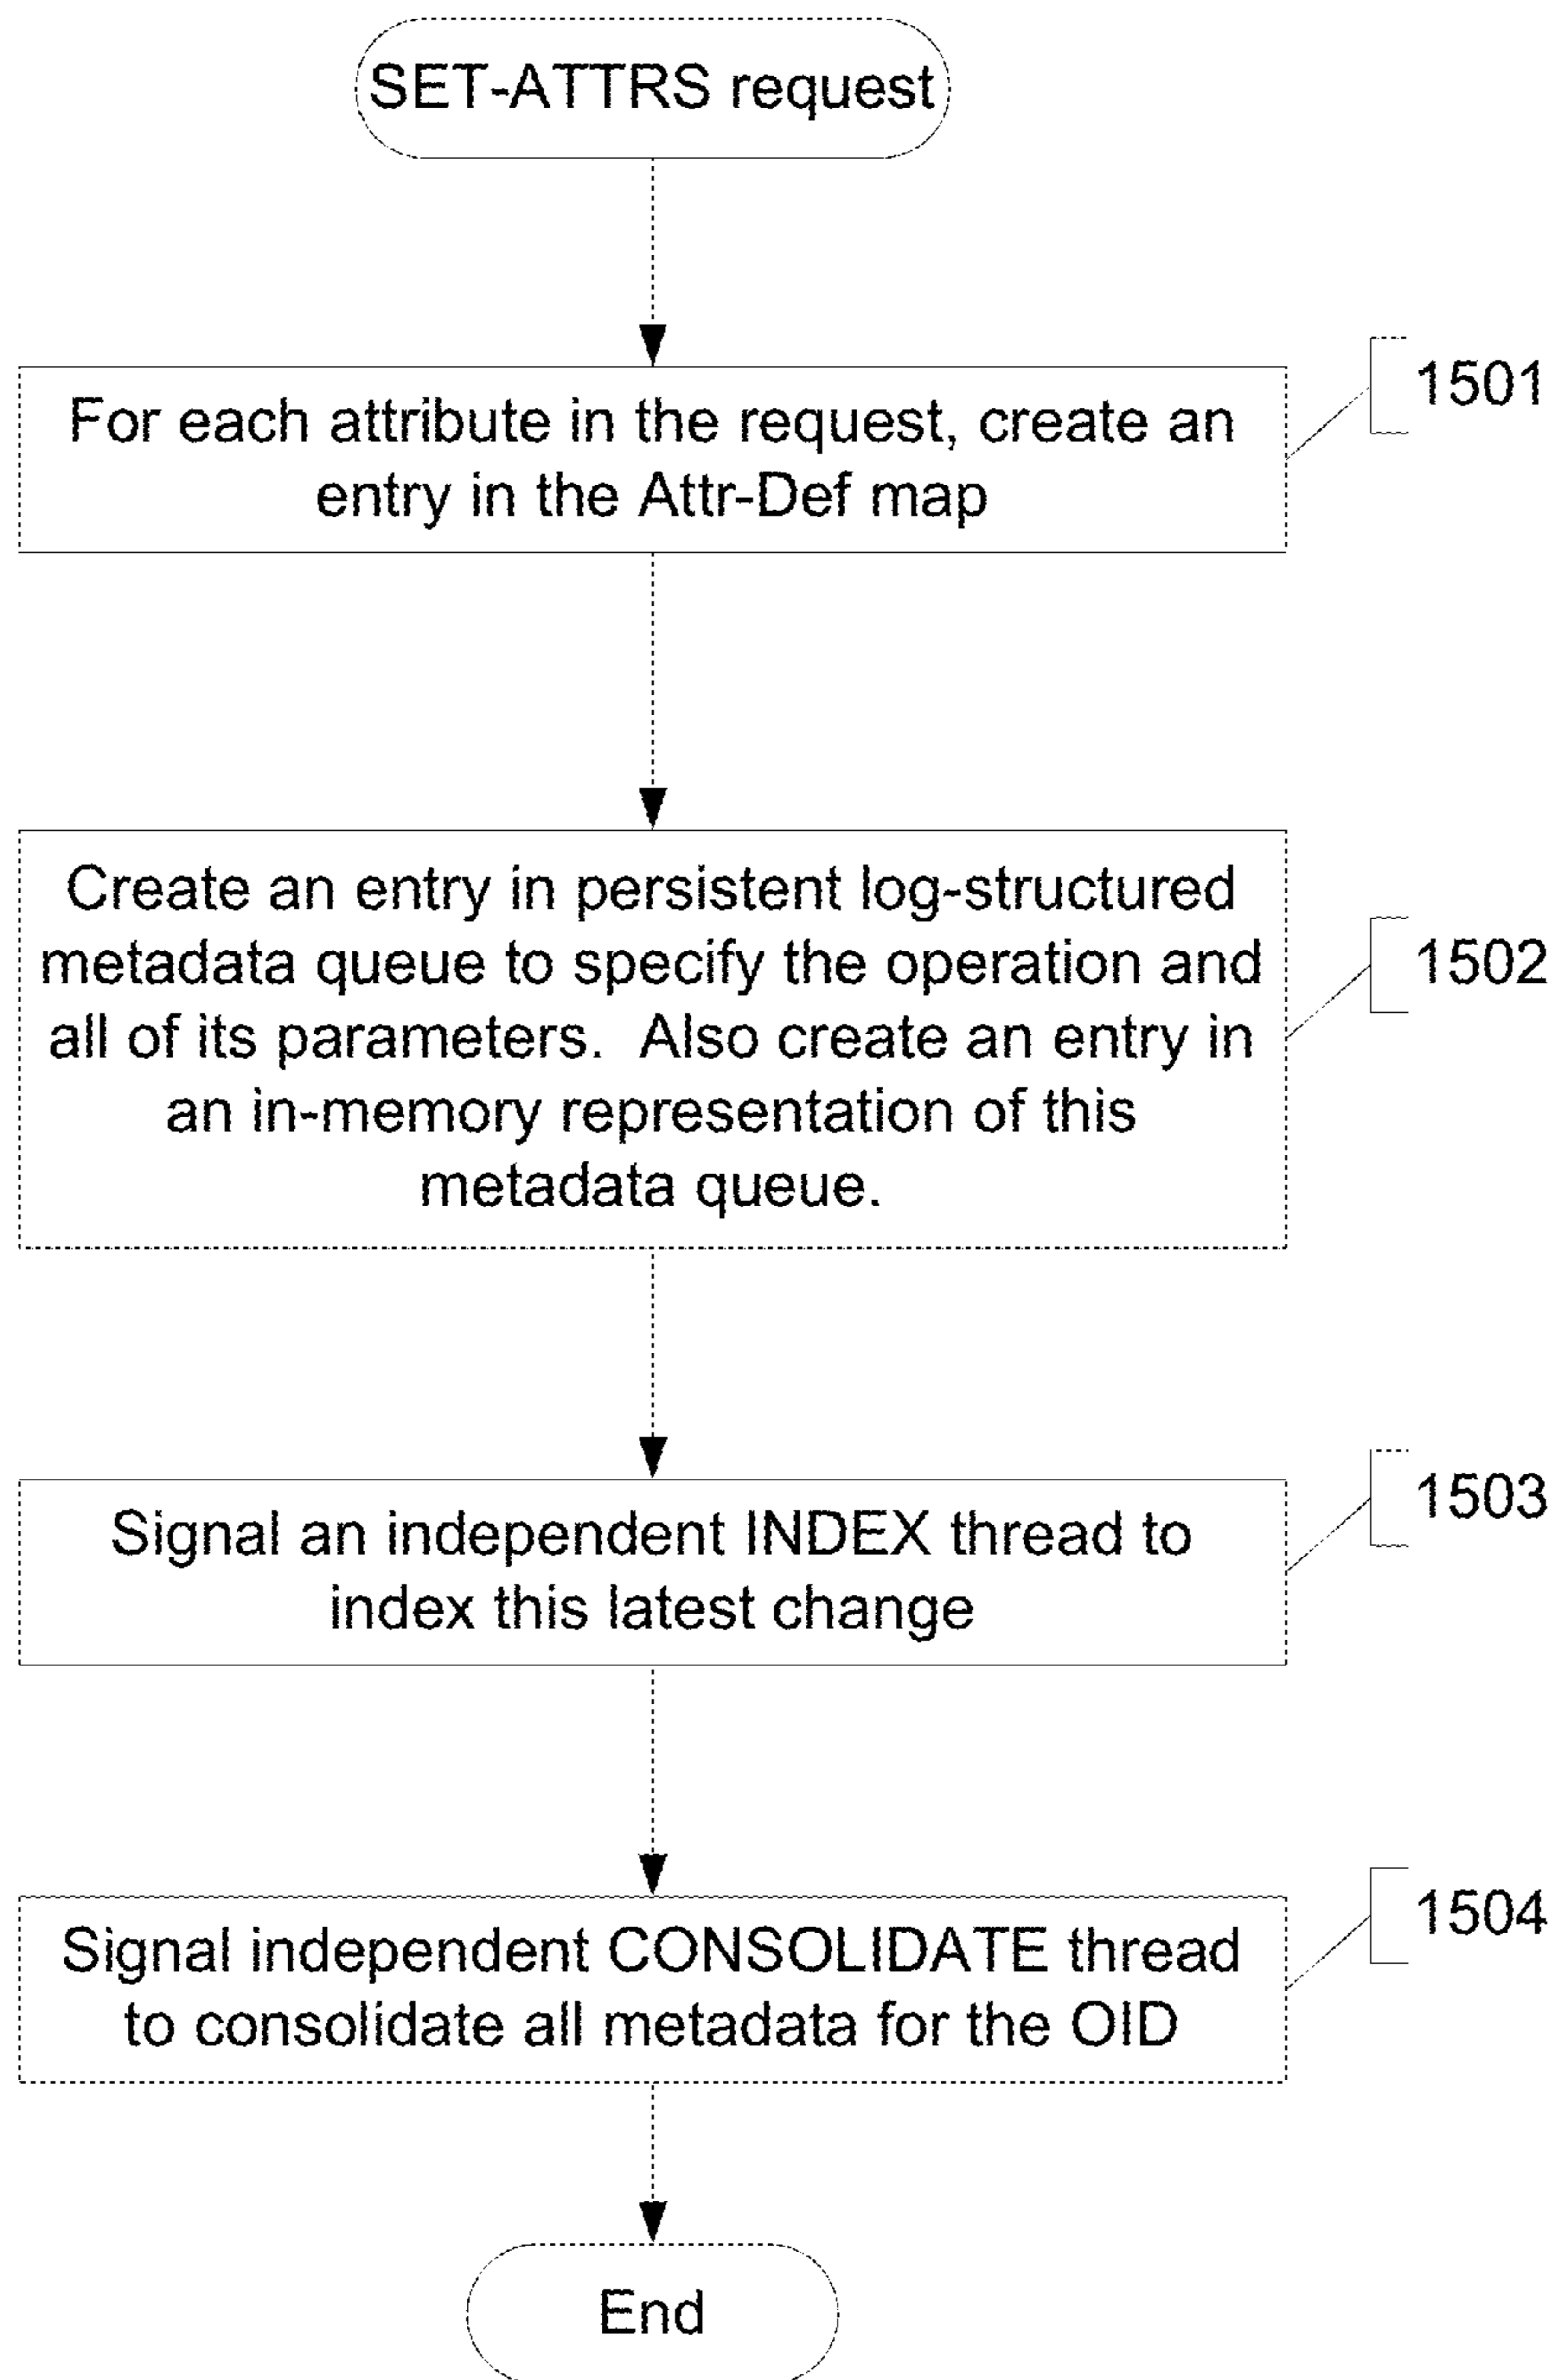 SET-ATTRS request
For each attribute in the request, create an
entry in the Attr-Def map
1501
Create an entry in persistent log-structured
metadata queue to specify the operation and
all of its parameters.  Also create an entry in
an in-memory representation of this
metadata queue.
1502
Signal an independent INDEX thread to
index this latest change
1503
Signal independent CONSOLIDATE thread
to consolidate all metadata for the OID
1504
End